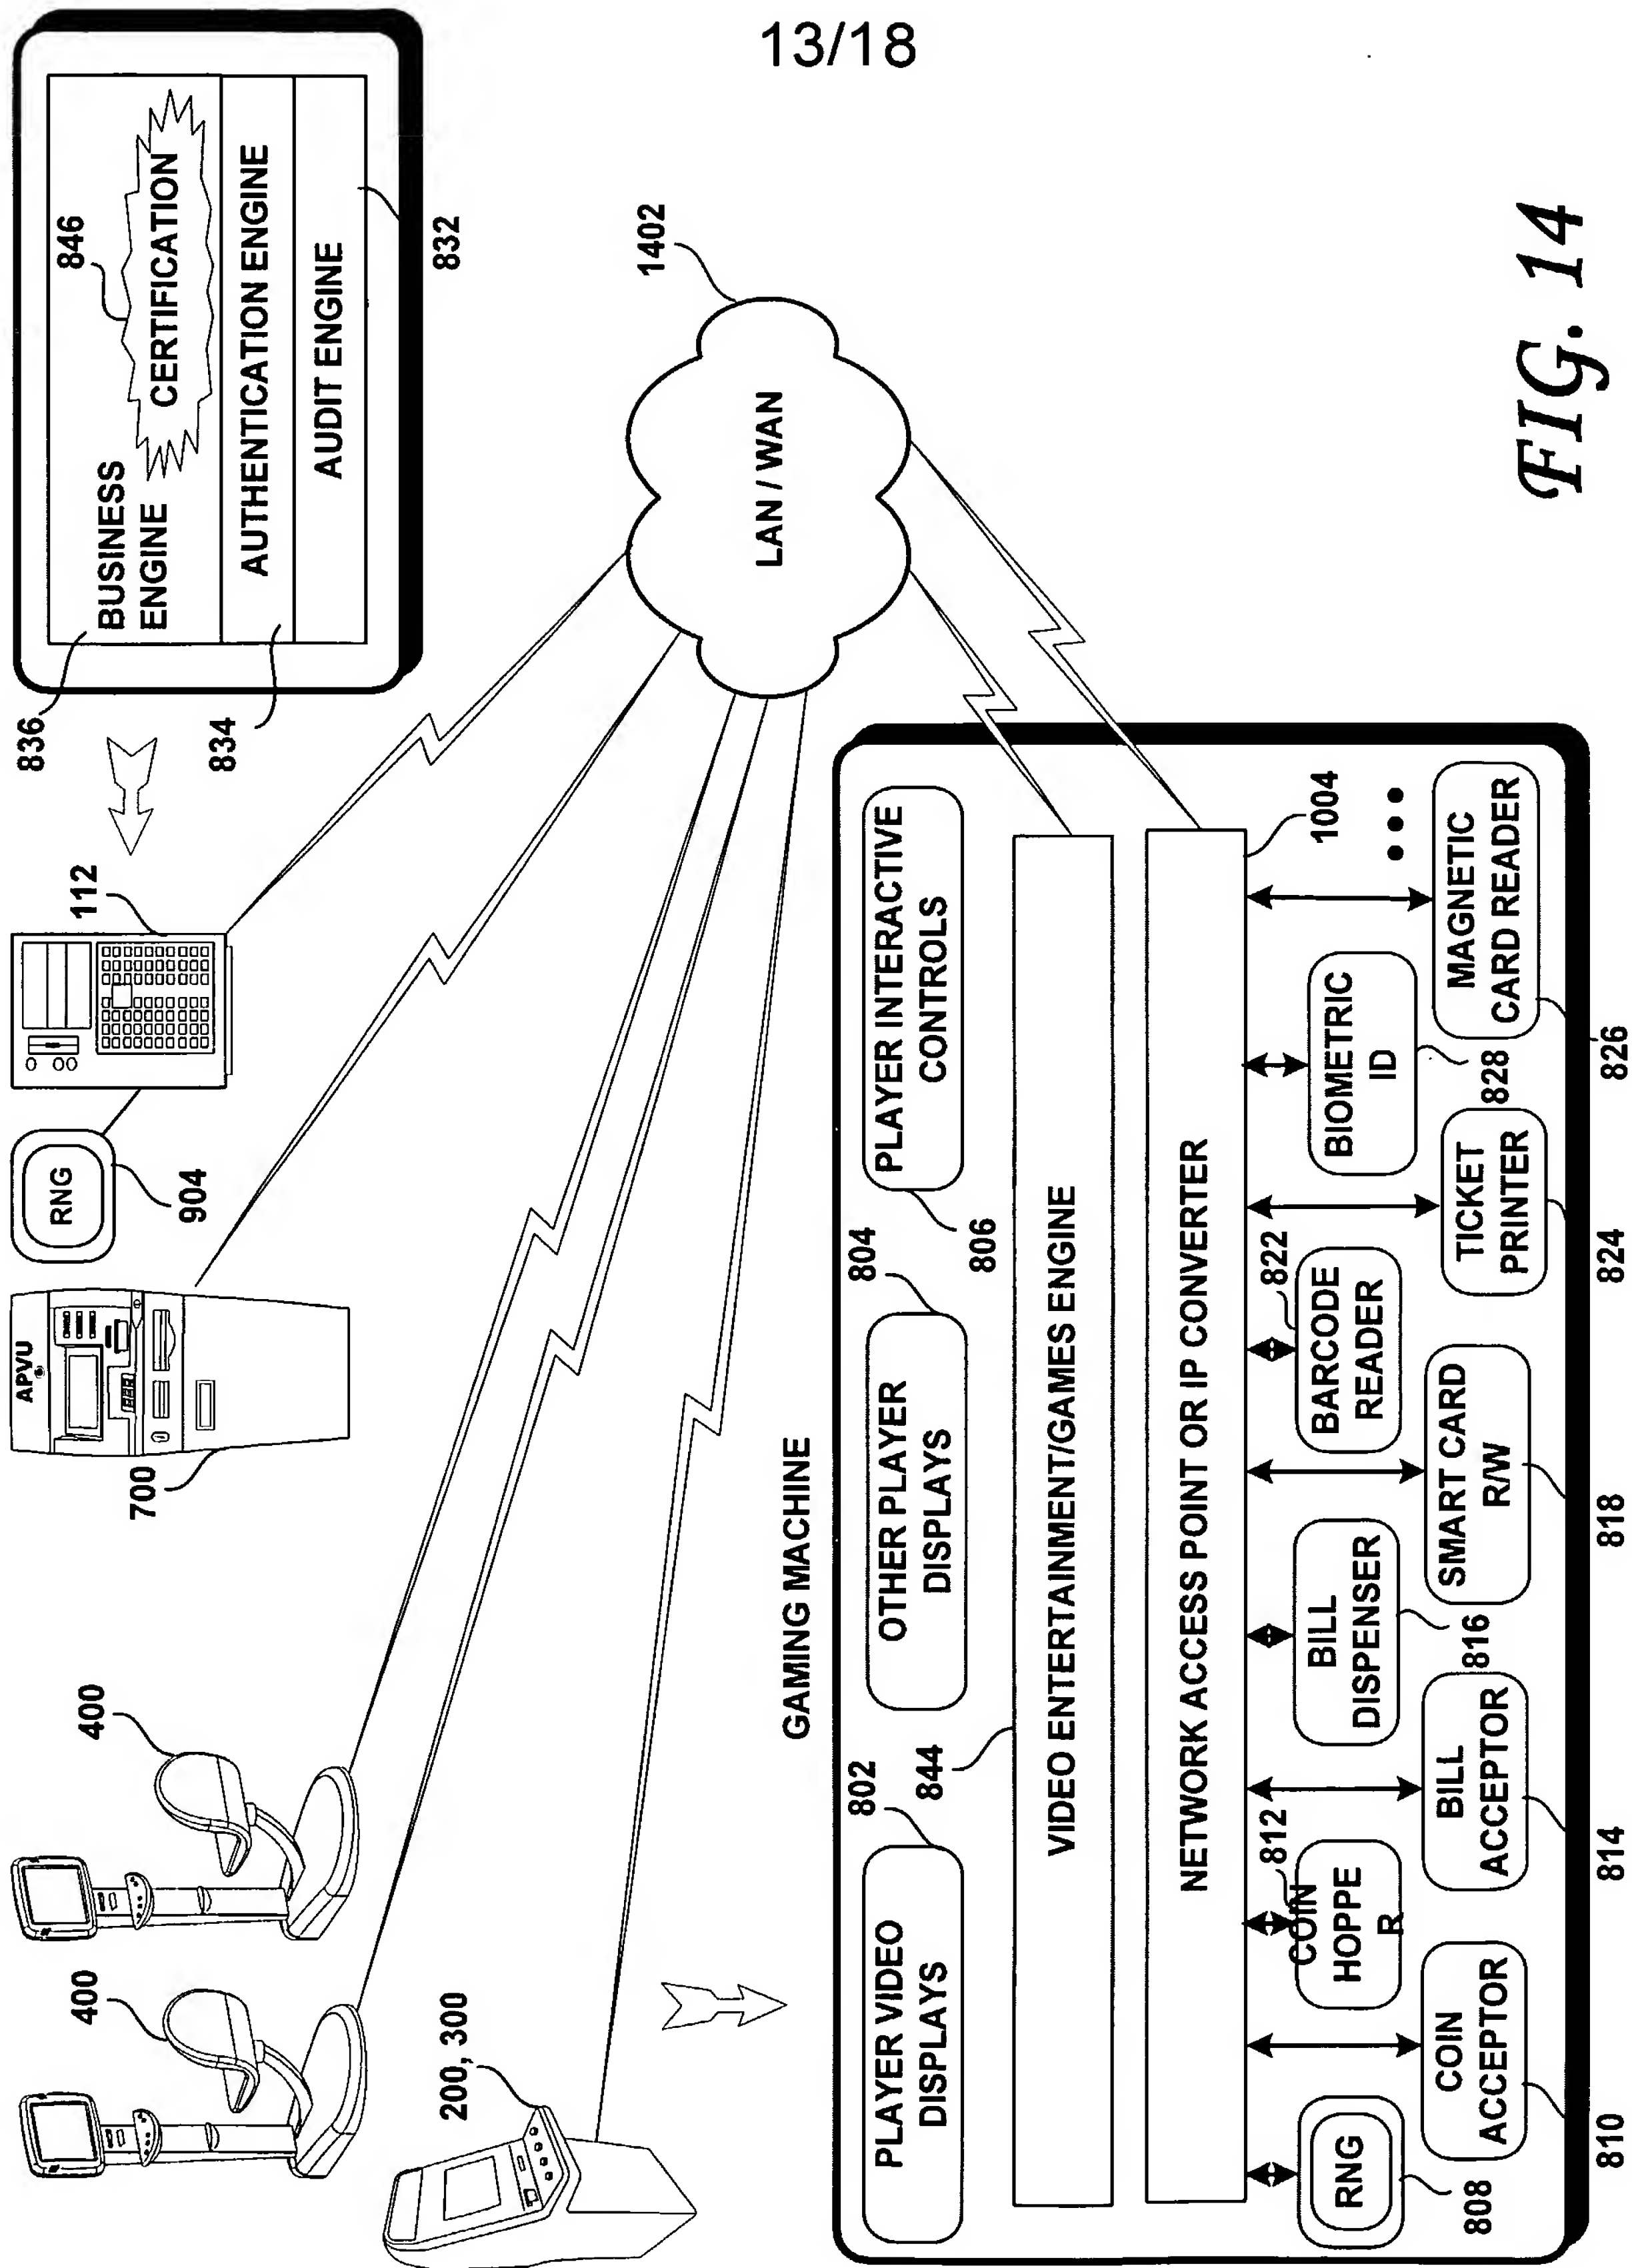 13/18
836
BUSINESS
ENGINE
846
CERTIFICATION
834
AUTHENTICATION ENGINE
AUDIT ENGINE
832
112
RNG
904
APVU
700
400
400
200, 300
LAN / WAN
1402
GAMING MACHINE
PLAYER VIDEO
DISPLAYS
802
OTHER PLAYER
DISPLAYS
804
PLAYER INTERACTIVE
CONTROLS
806
844
VIDEO ENTERTAINMENT/GAMES ENGINE
NETWORK ACCESS POINT OR IP CONVERTER
1004
RNG
808
COIN
ACCEPTOR
810
812
COIN
HOPPE
R
BILL
ACCEPTOR
814
BILL
DISPENSER
816
SMART CARD
R/W
818
822
BARCODE
READER
TICKET
PRINTER
824
BIOMETRIC
ID
828
MAGNETIC
CARD READER
826
FIG. 14